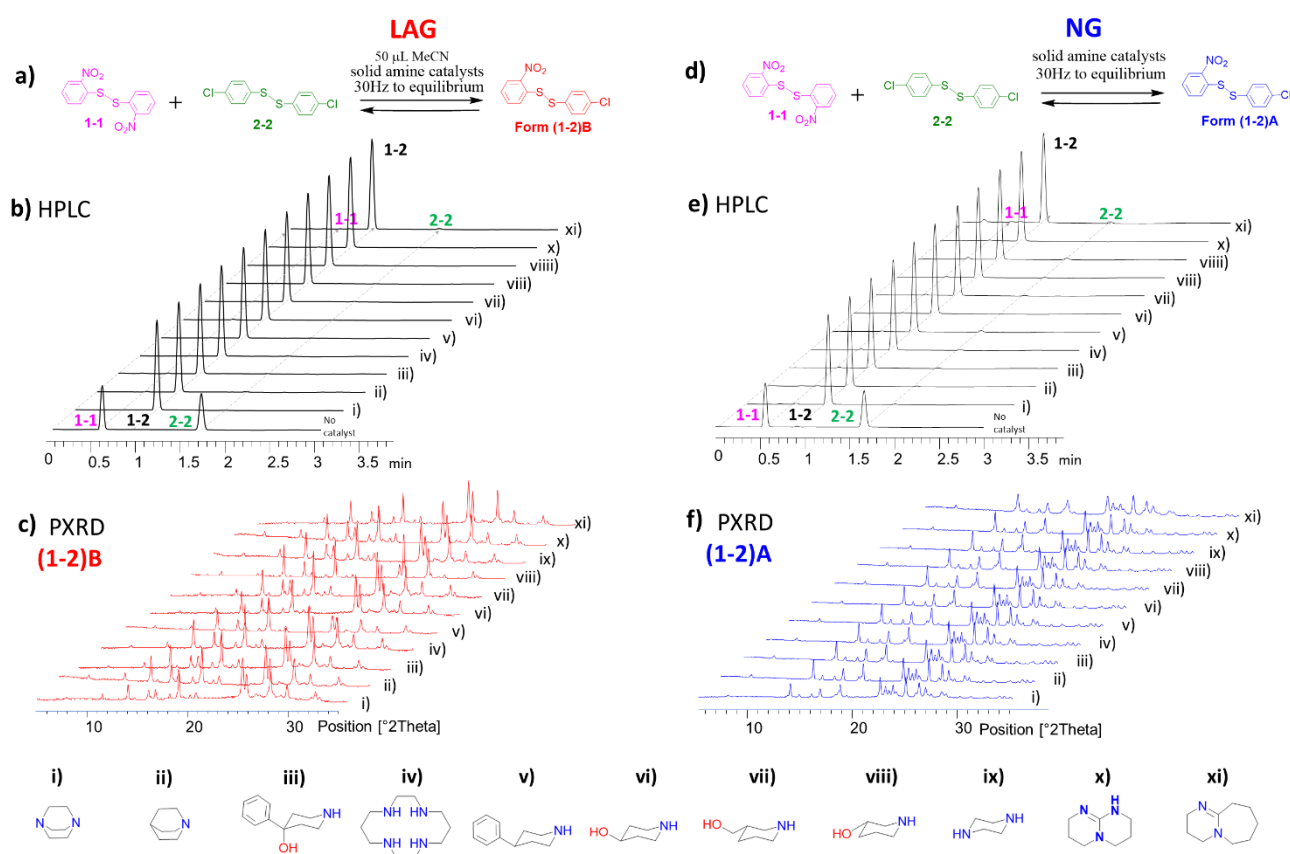 LAG
a)
NO₂
S
S
O₂N
1-1
+
Cl
S
S
Cl
2-2
50 µL MeCN
solid amine catalysts
30Hz to equilibrium
NO₂
S
S
Cl
Form (1-2)B
b) HPLC
1-2
1-1
2-2
xi)
x)
viiii)
viii)
vii)
vi)
v)
iv)
iii)
ii)
i)
1-1 1-2 2-2
No
catalyst
0 0.5 1 1.5 2 2.5 3 3.5 min
c) PXRD
(1-2)B
xi)
x)
ix)
viii)
vii)
vi)
v)
iv)
iii)
ii)
i)
10 20 30
Position [°2Theta]
NG
d)
NO₂
S
S
O₂N
1-1
+
Cl
S
S
Cl
2-2
solid amine catalysts
30Hz to equilibrium
NO₂
S
S
Cl
Form (1-2)A
e) HPLC
1-2
1-1
2-2
xi)
x)
viiii)
viii)
vii)
vi)
v)
iv)
iii)
ii)
i)
1-1 1-2 2-2
No
catalyst
0 0.5 1 1.5 2 2.5 3 3.5 min
f) PXRD
(1-2)A
xi)
x)
ix)
viii)
vii)
vi)
v)
iv)
iii)
ii)
i)
10 20 30
Position [°2Theta]
i) ii) iii) iv) v) vi) vii) viii) ix) x) xi)
N N
N
NH
OH
NH HN
NH HN
NH
HO NH
HO NH
HO NH
NH
HN
N H
N
N
N
N